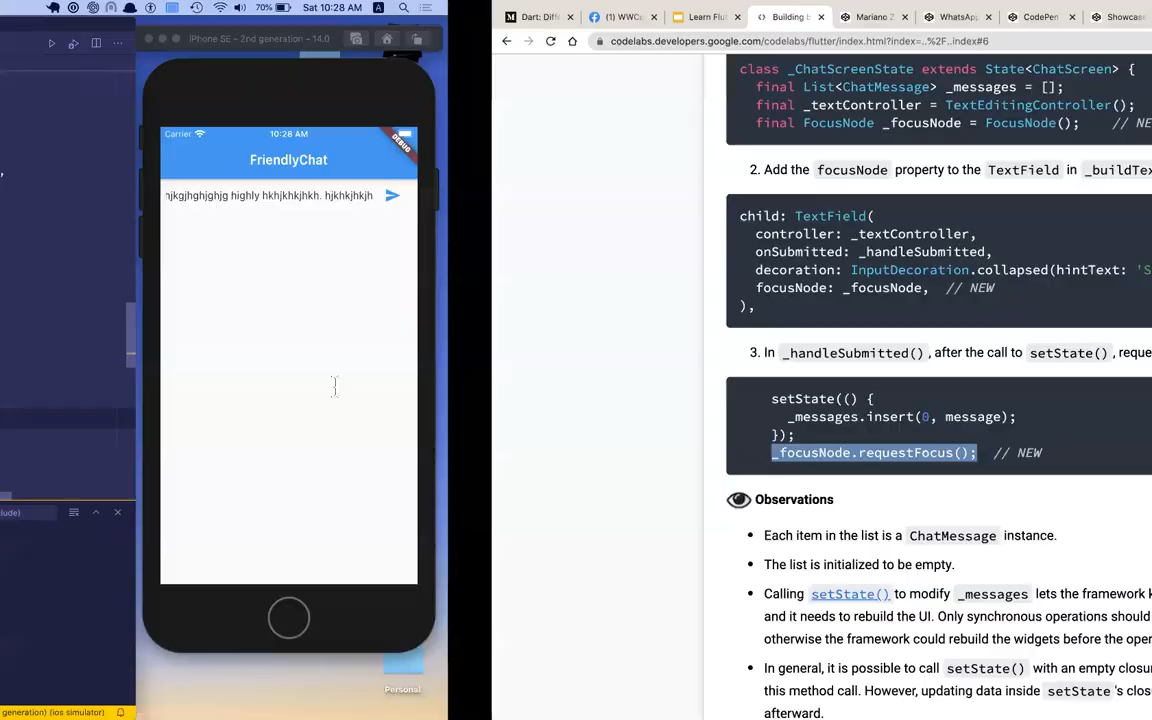 70%
Sat 10:28 AM
A
iPhone SE – 2nd generation – 14.0
Carrier
10:28 AM
DEBUG
FriendlyChat
hjkgjhghjghjg highly hkhjkhkjhkh. hjkhkjhkjh
Personal
lude)
generation) (ios simulator)
Dart: Diffe
(1) WWC
Learn Flut
Building b
Mariano Z
WhatsApp
CodePen
Showcase
codelabs.developers.google.com/codelabs/flutter/index.html?index=..%2F..index#6
class _ChatScreenState extends State<ChatScreen> {
final List<ChatMessage> _messages = [];
final _textController = TextEditingController();
final FocusNode _focusNode = FocusNode(); // NE
2. Add the focusNode property to the TextField in _buildTex
child: TextField(
controller: _textController,
onSubmitted: _handleSubmitted,
decoration: InputDecoration.collapsed(hintText: 'S
focusNode: _focusNode, // NEW
),
3. In _handleSubmitted(), after the call to setState(), reque
setState(() {
_messages.insert(0, message);
});
_focusNode.requestFocus(); // NEW
Observations
• Each item in the list is a ChatMessage instance.
• The list is initialized to be empty.
• Calling setState() to modify _messages lets the framework k
and it needs to rebuild the UI. Only synchronous operations should
otherwise the framework could rebuild the widgets before the oper
• In general, it is possible to call setState() with an empty closu
this method call. However, updating data inside setState 's clos
afterward.